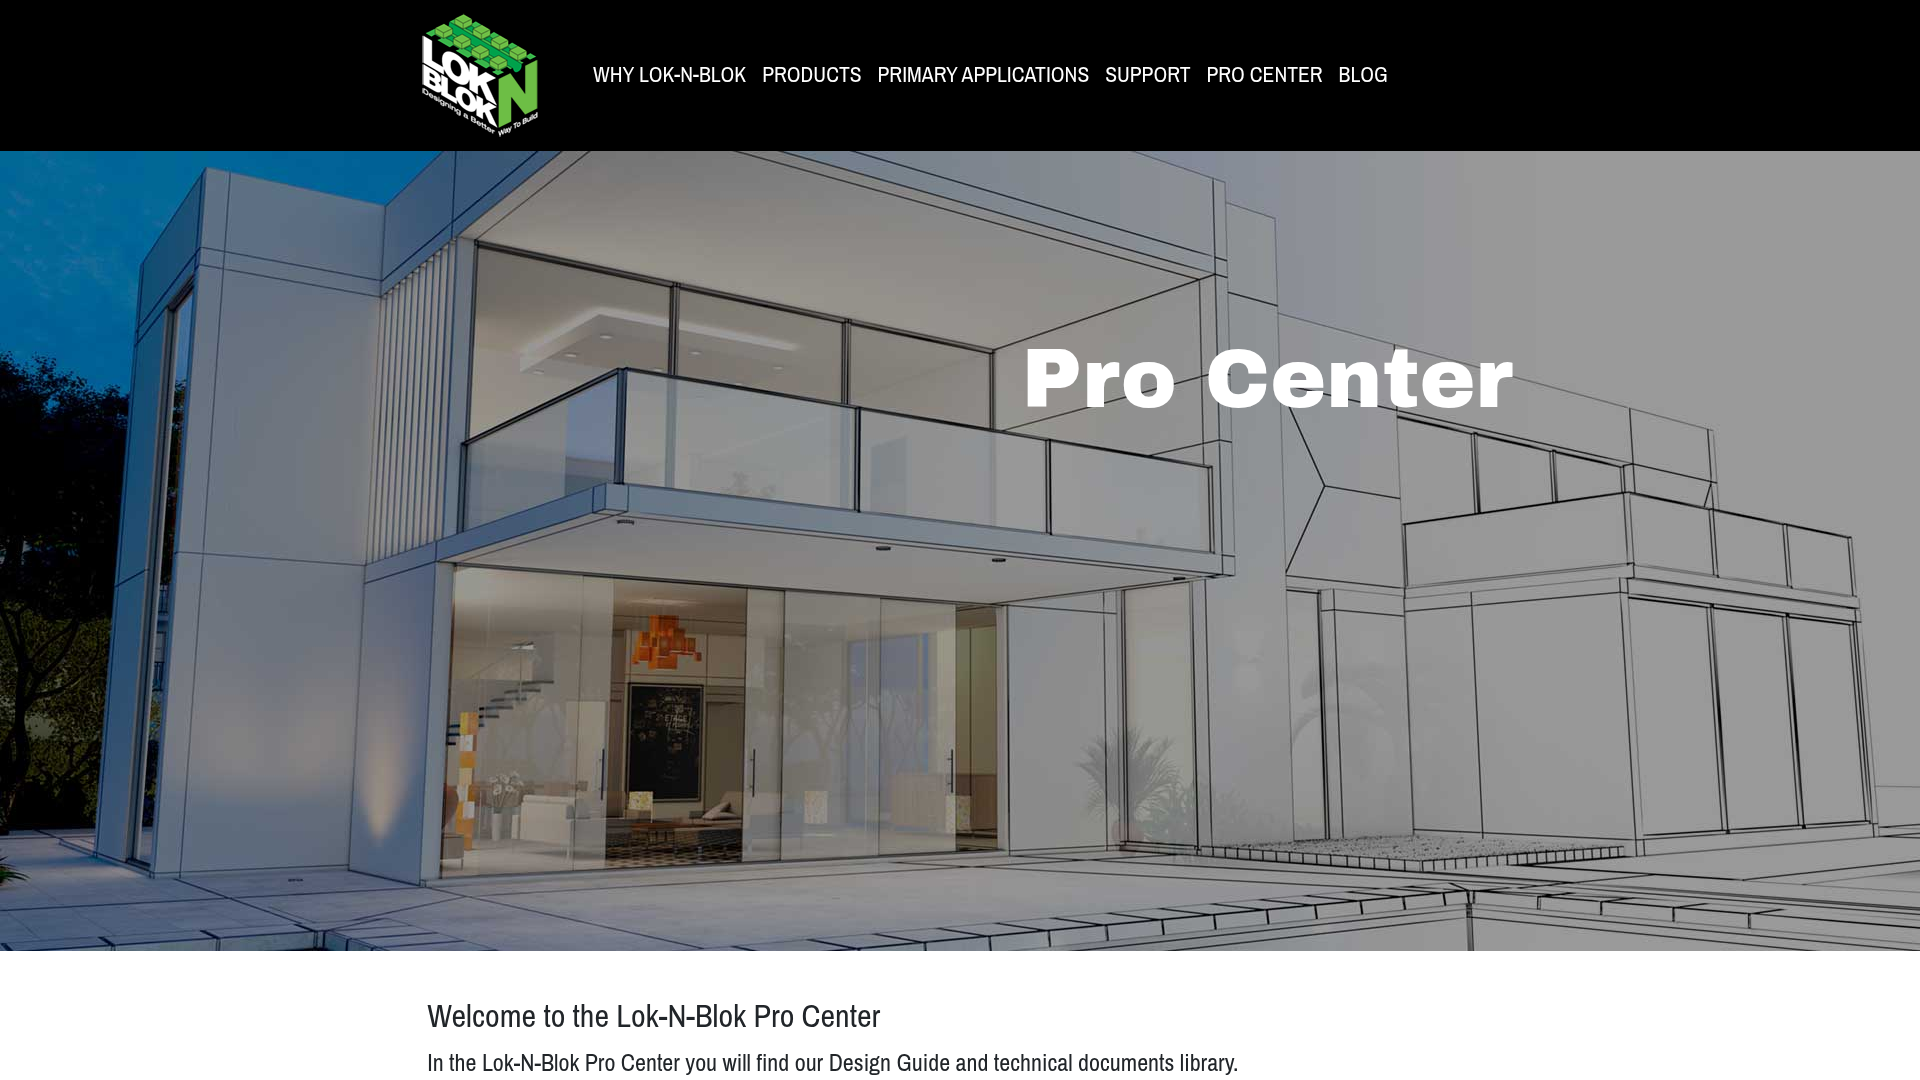 LOK
N
BLOK
Designing a Better Way To Build
WHY LOK-N-BLOK PRODUCTS PRIMARY APPLICATIONS SUPPORT PRO CENTER BLOG
Pro Center
ETAGE
Welcome to the Lok-N-Blok Pro Center
In the Lok-N-Blok Pro Center you will find our Design Guide and technical documents library.